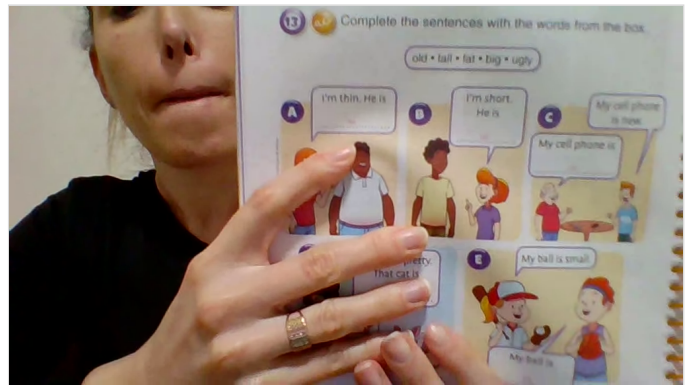 13 Complete the sentences with the words from the box.
old • tall • fat • big • ugly
A
I'm thin. He is
B
I'm short.
He is
C
My cell phone
is new.
My cell phone is
pretty.
That cat is
E
My ball is small.
My ball is